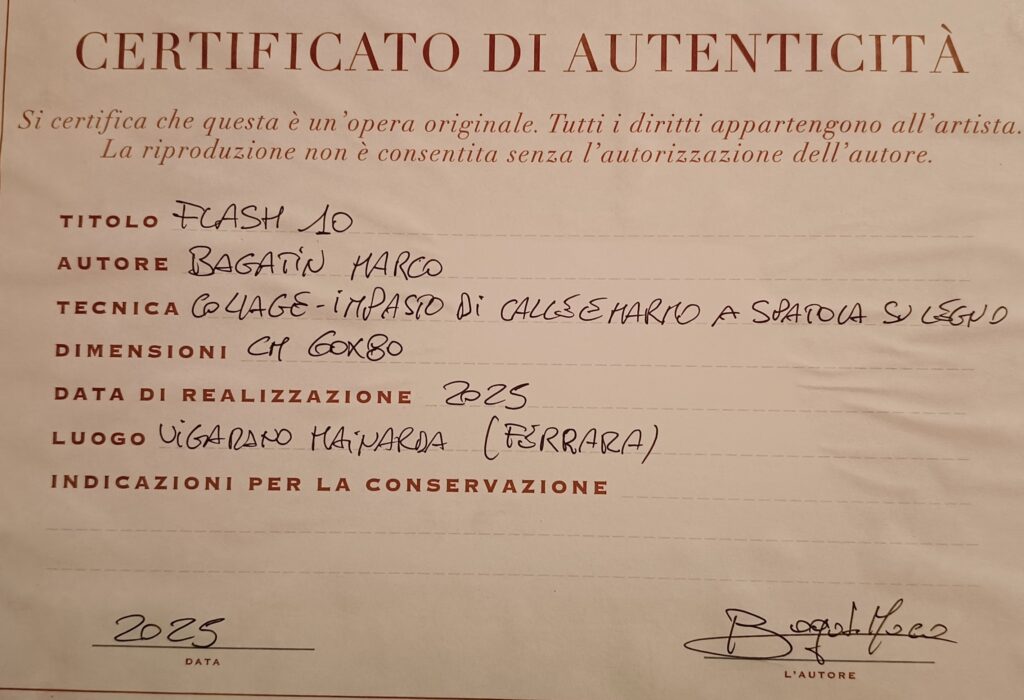 CERTIFICATO DI AUTENTICITÀ
Si certifica che questa è un'opera originale. Tutti i diritti appartengono all'artista.
La riproduzione non è consentita senza l'autorizzazione dell'autore.
TITOLO FLASH 10
AUTORE BAGATIN MARCO
TECNICA COLLAGE-IMPASTO DI CALCE E MARMO A SPATOLA SU LEGNO
DIMENSIONI CM 60X80
DATA DI REALIZZAZIONE 2025
LUOGO VIGARANO MAINARDA (FERRARA)
INDICAZIONI PER LA CONSERVAZIONE
2025 Bagat. Marco
DATA L'AUTORE